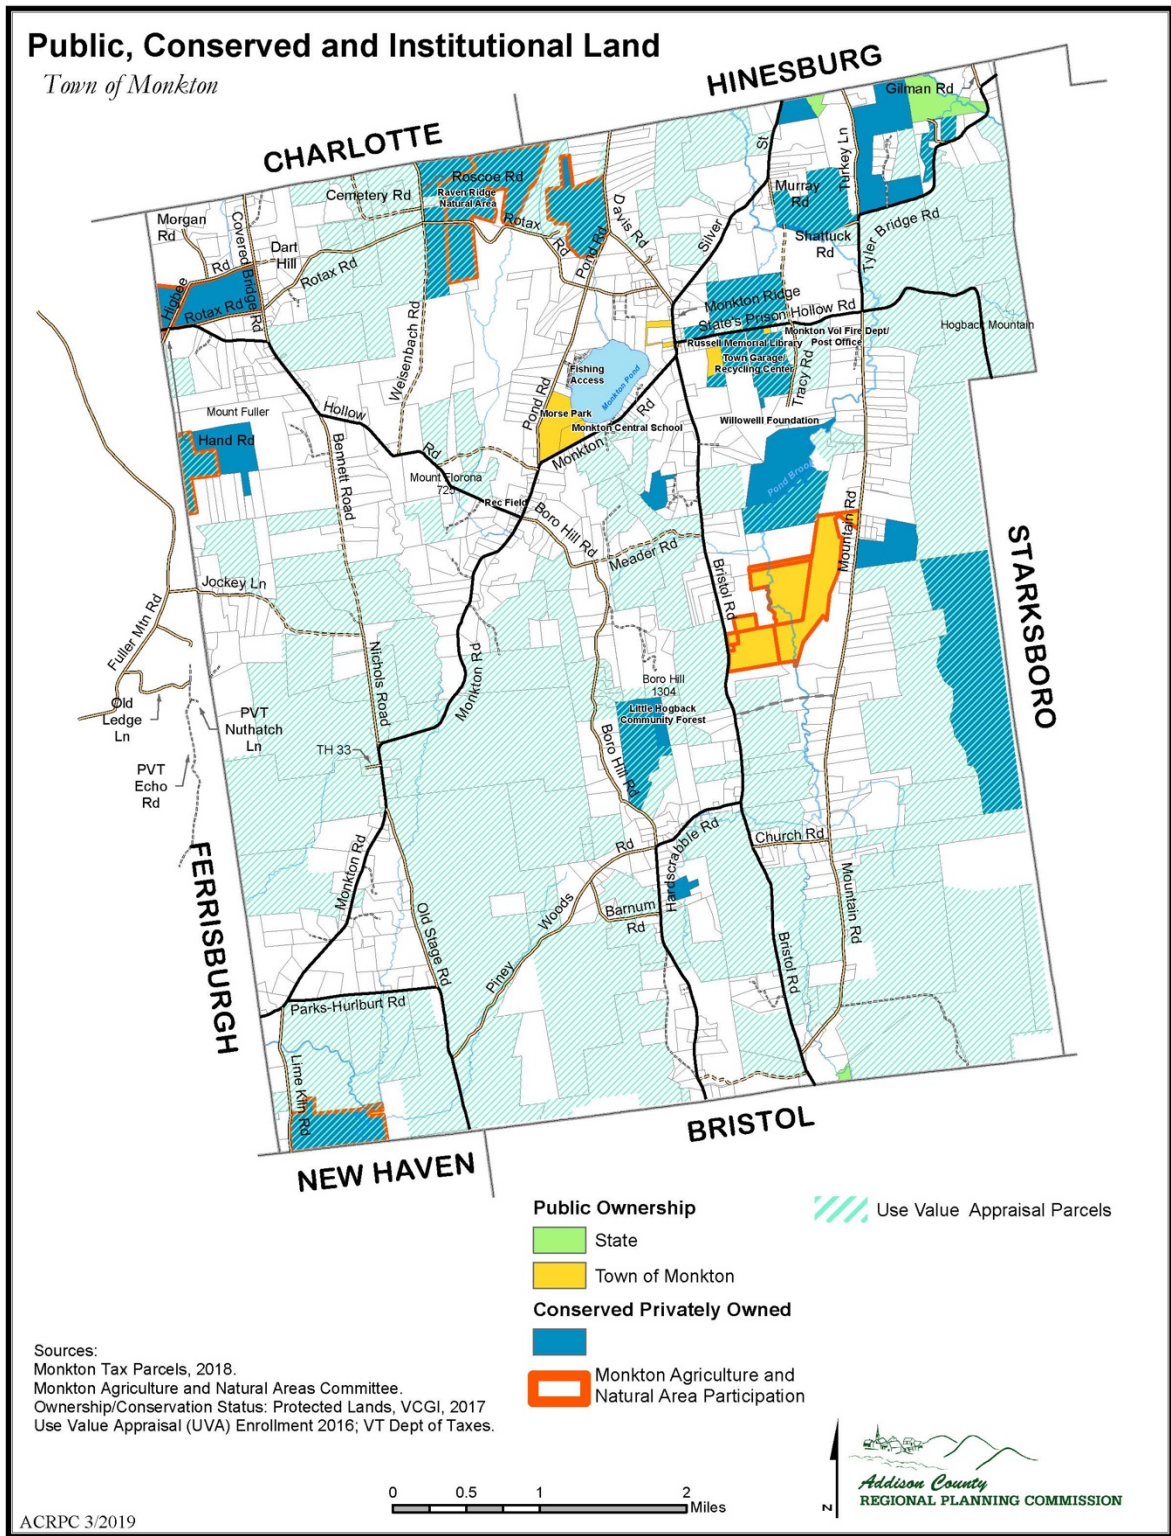 Public, Conserved and Institutional Land
Town of Monkton
HINESBURG
CHARLOTTE
Gilman Rd
Roscoe Rd
Cemetery Rd
Raven Ridge
Natural Area
St
Turkey Ln
Murray
Rd
Morgan
Rd
Covered Bridge Rd
Dart
Hill
Rotax
Rd
Davis Rd
Pond Rd
Silver
Shattuck
Rd
Tyler Bridge Rd
Rd
Rotax Rd
Higbee
Rotax Rd
Monkton Ridge
State's Prison Hollow Rd
Hogback Mountain
Monkton Vol Fire Dept/
Post Office
Russell Memorial Library
Town Garage/
Recycling Center
Tracy Rd
Weisenbach Rd
Fishing
Access
Monkton Pond
Pond Rd
Morse Park
Rd
Monkton Central School
Monkton
Willowelll Foundation
Mount Fuller
Hollow
Hand Rd
Rd
Bennett Road
Mount Florona
725
Rec Field
Pond Brook
Boro Hill Rd
Meader Rd
Mountain Rd
Bristol Rd
STARKSBORO
Jockey Ln
Fuller Mtn Rd
Nichols Road
Monkton Rd
Old
Ledge
Ln
PVT
Nuthatch
Ln
PVT
Echo
Rd
TH 33
Boro Hill
1304
Little Hogback
Community Forest
Boro Hill Rd
Hardscrabble Rd
Church Rd
Rd
Monkton Rd
Woods
Barnum
Rd
Mountain Rd
Old Stage Rd
Piney
Bristol Rd
FERRISBURGH
Parks-Hurlburt Rd
Lime Kiln Rd
BRISTOL
NEW HAVEN
Public Ownership
State
Town of Monkton
Conserved Privately Owned
Monkton Agriculture and
Natural Area Participation
Use Value Appraisal Parcels
Sources:
Monkton Tax Parcels, 2018.
Monkton Agriculture and Natural Areas Committee.
Ownership/Conservation Status: Protected Lands, VCGI, 2017
Use Value Appraisal (UVA) Enrollment 2016; VT Dept of Taxes.
0 0.5 1 2
Miles
N
Addison County
REGIONAL PLANNING COMMISSION
ACRPC 3/2019